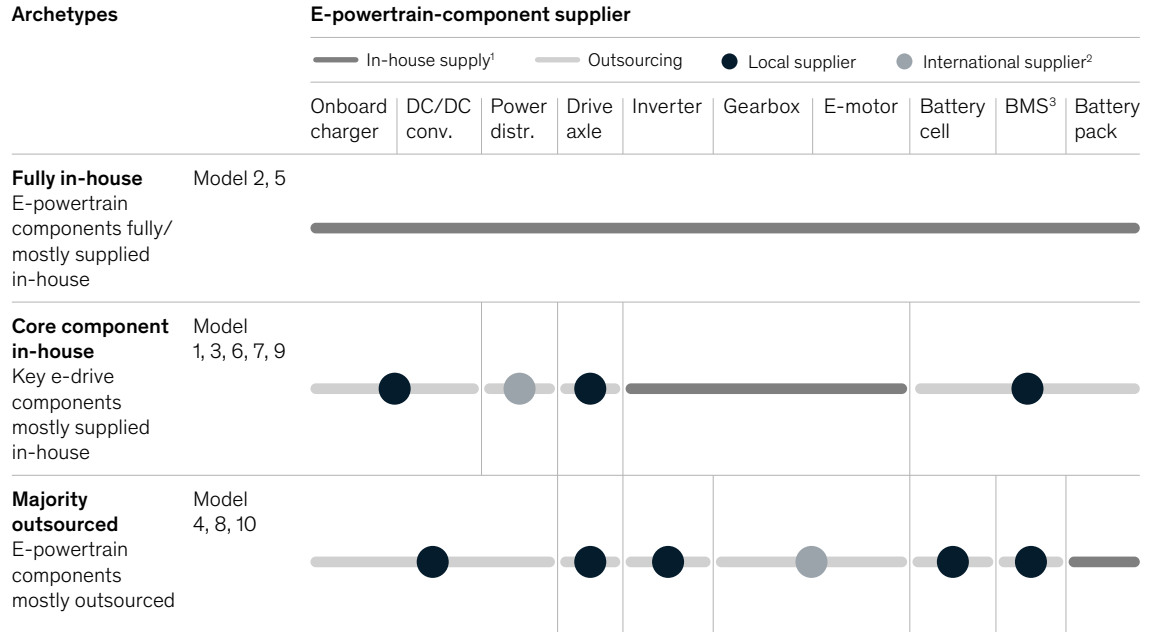 Archetypes
E-powertrain-component supplier
In-house supply¹
Outsourcing
Local supplier
International supplier²
Onboard charger
DC/DC conv.
Power distr.
Drive axle
Inverter
Gearbox
E-motor
Battery cell
BMS³
Battery pack
Fully in-house
E-powertrain
components fully/
mostly supplied
in-house
Model 2, 5
Core component
in-house
Key e-drive
components
mostly supplied
in-house
Model
1, 3, 6, 7, 9
Majority
outsourced
E-powertrain
components
mostly outsourced
Model
4, 8, 10